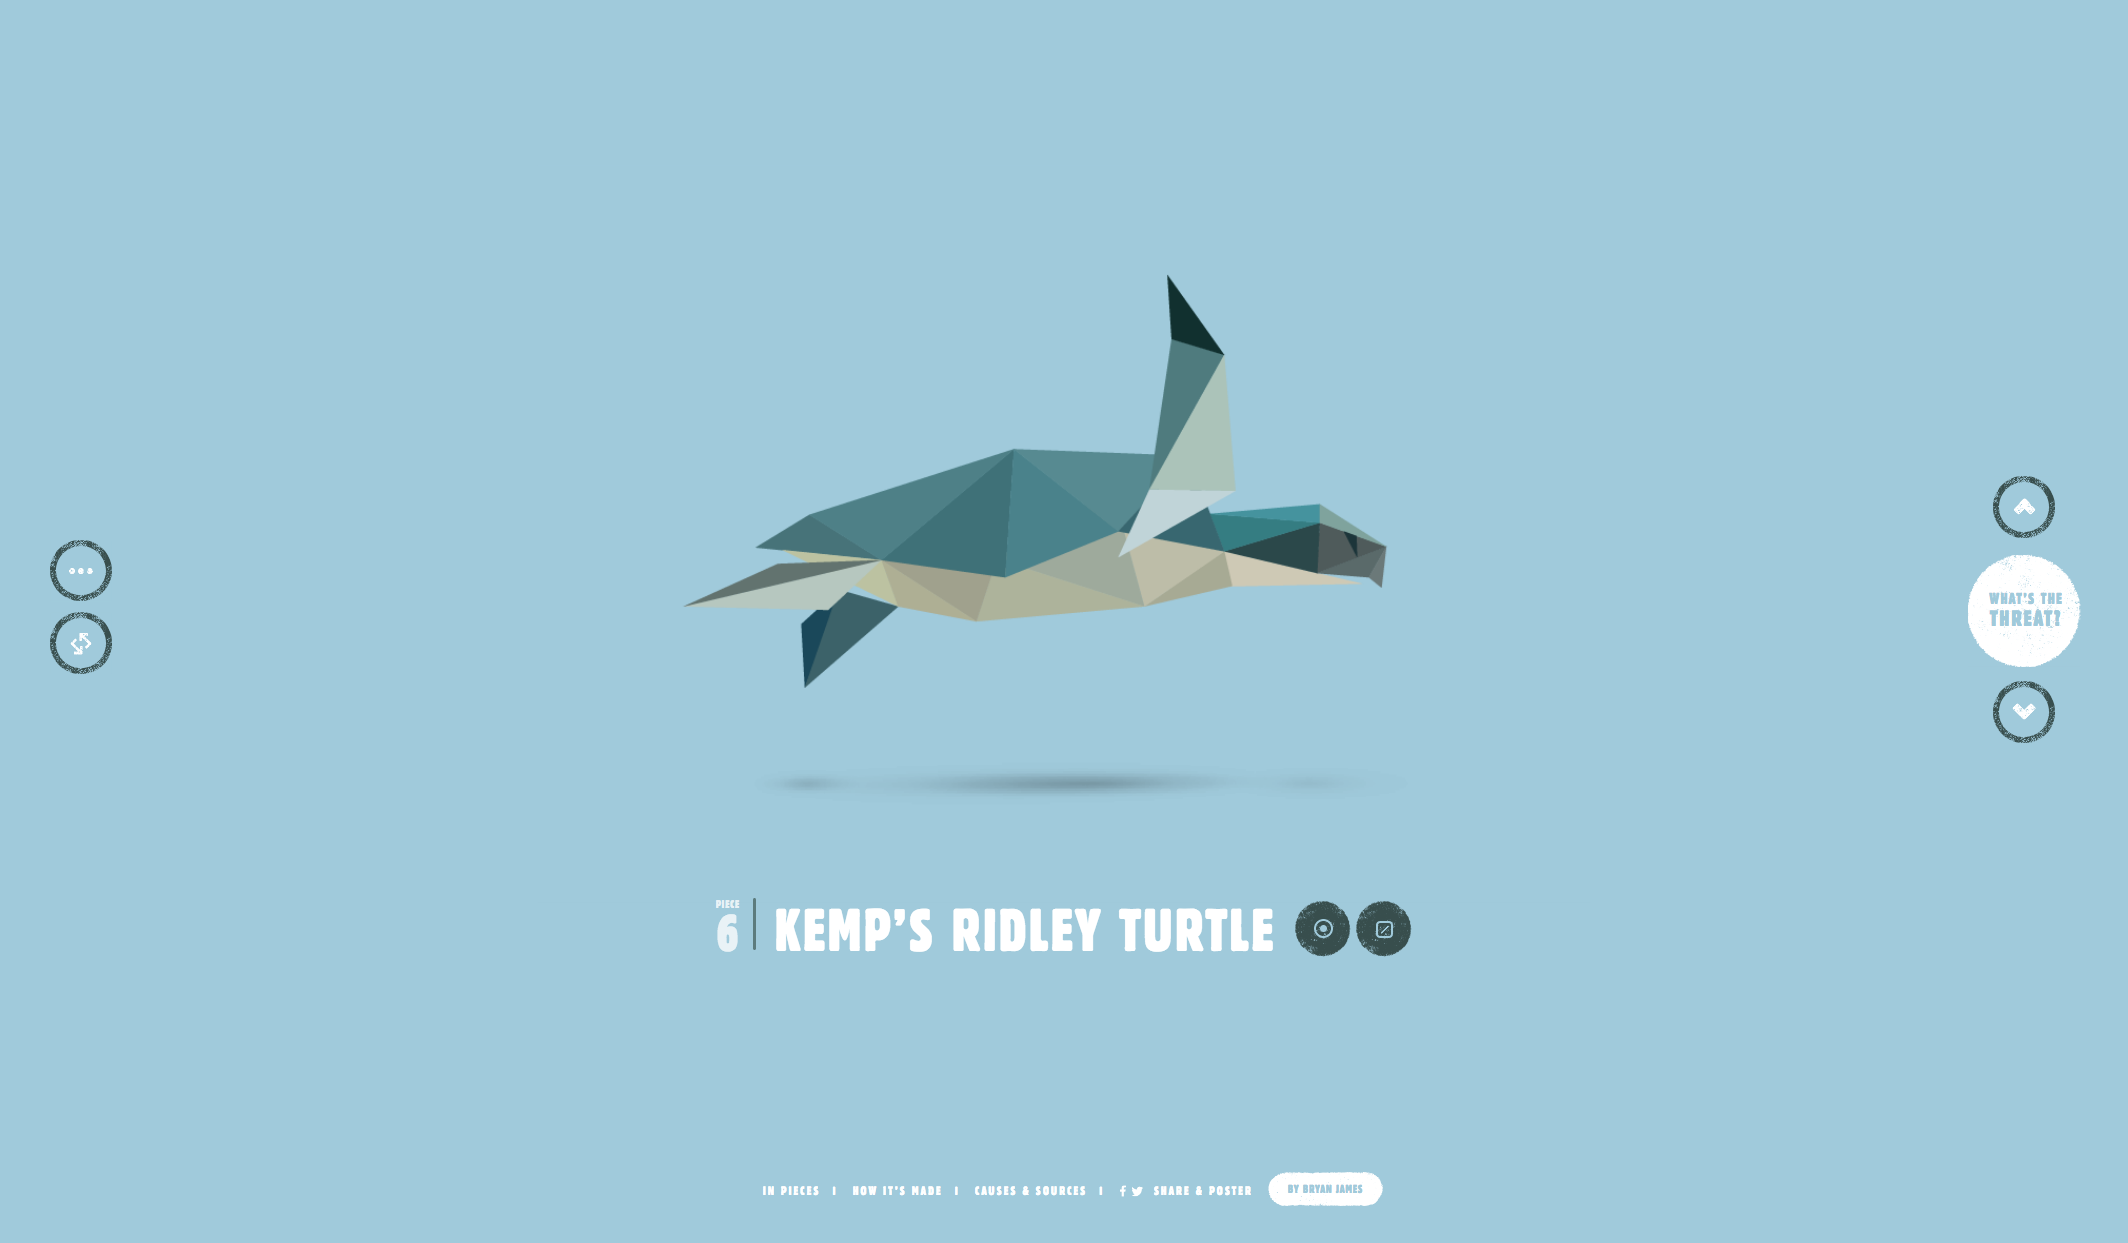 WHAT'S THE
THREAT?
PIECE
6
KEMP'S RIDLEY TURTLE
IN PIECES I HOW IT'S MADE I CAUSES & SOURCES I SHARE & POSTER BY BRYAN JAMES